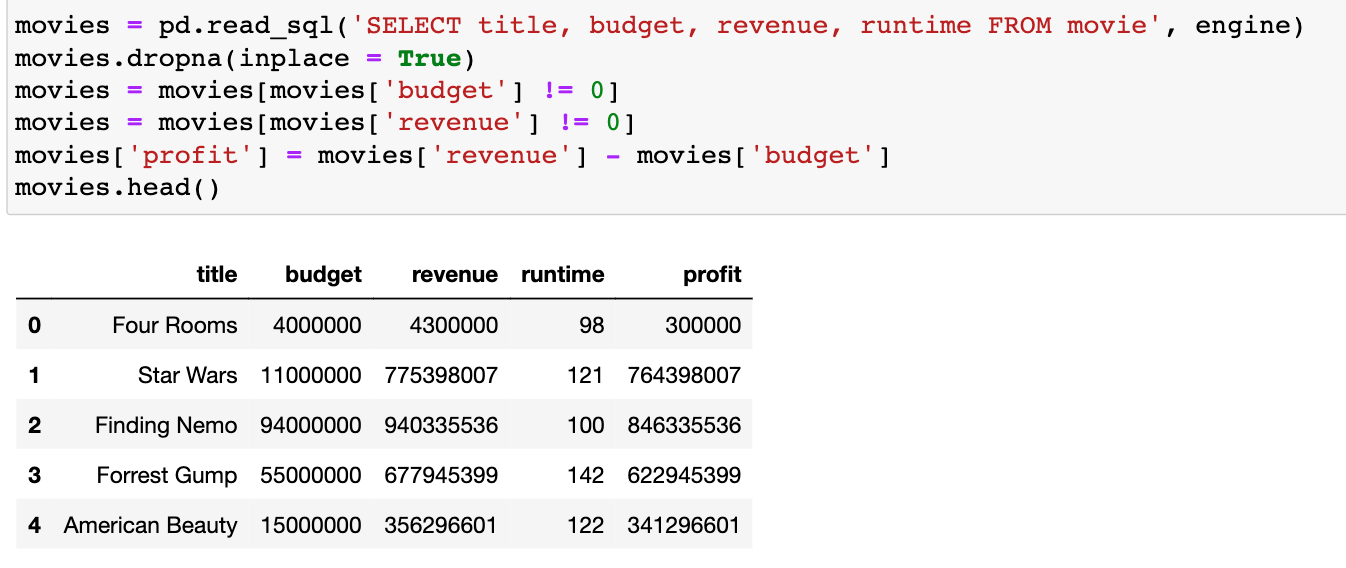 movies = pd.read_sql('SELECT title, budget, revenue, runtime FROM movie', engine)
movies.dropna(inplace = True)
movies = movies[movies['budget'] != 0]
movies = movies[movies['revenue'] != 0]
movies['profit'] = movies['revenue'] - movies['budget']
movies.head()
title budget revenue runtime profit
0 Four Rooms 4000000 4300000 98 300000
1 Star Wars 11000000 775398007 121 764398007
2 Finding Nemo 94000000 940335536 100 846335536
3 Forrest Gump 55000000 677945399 142 622945399
4 American Beauty 15000000 356296601 122 341296601